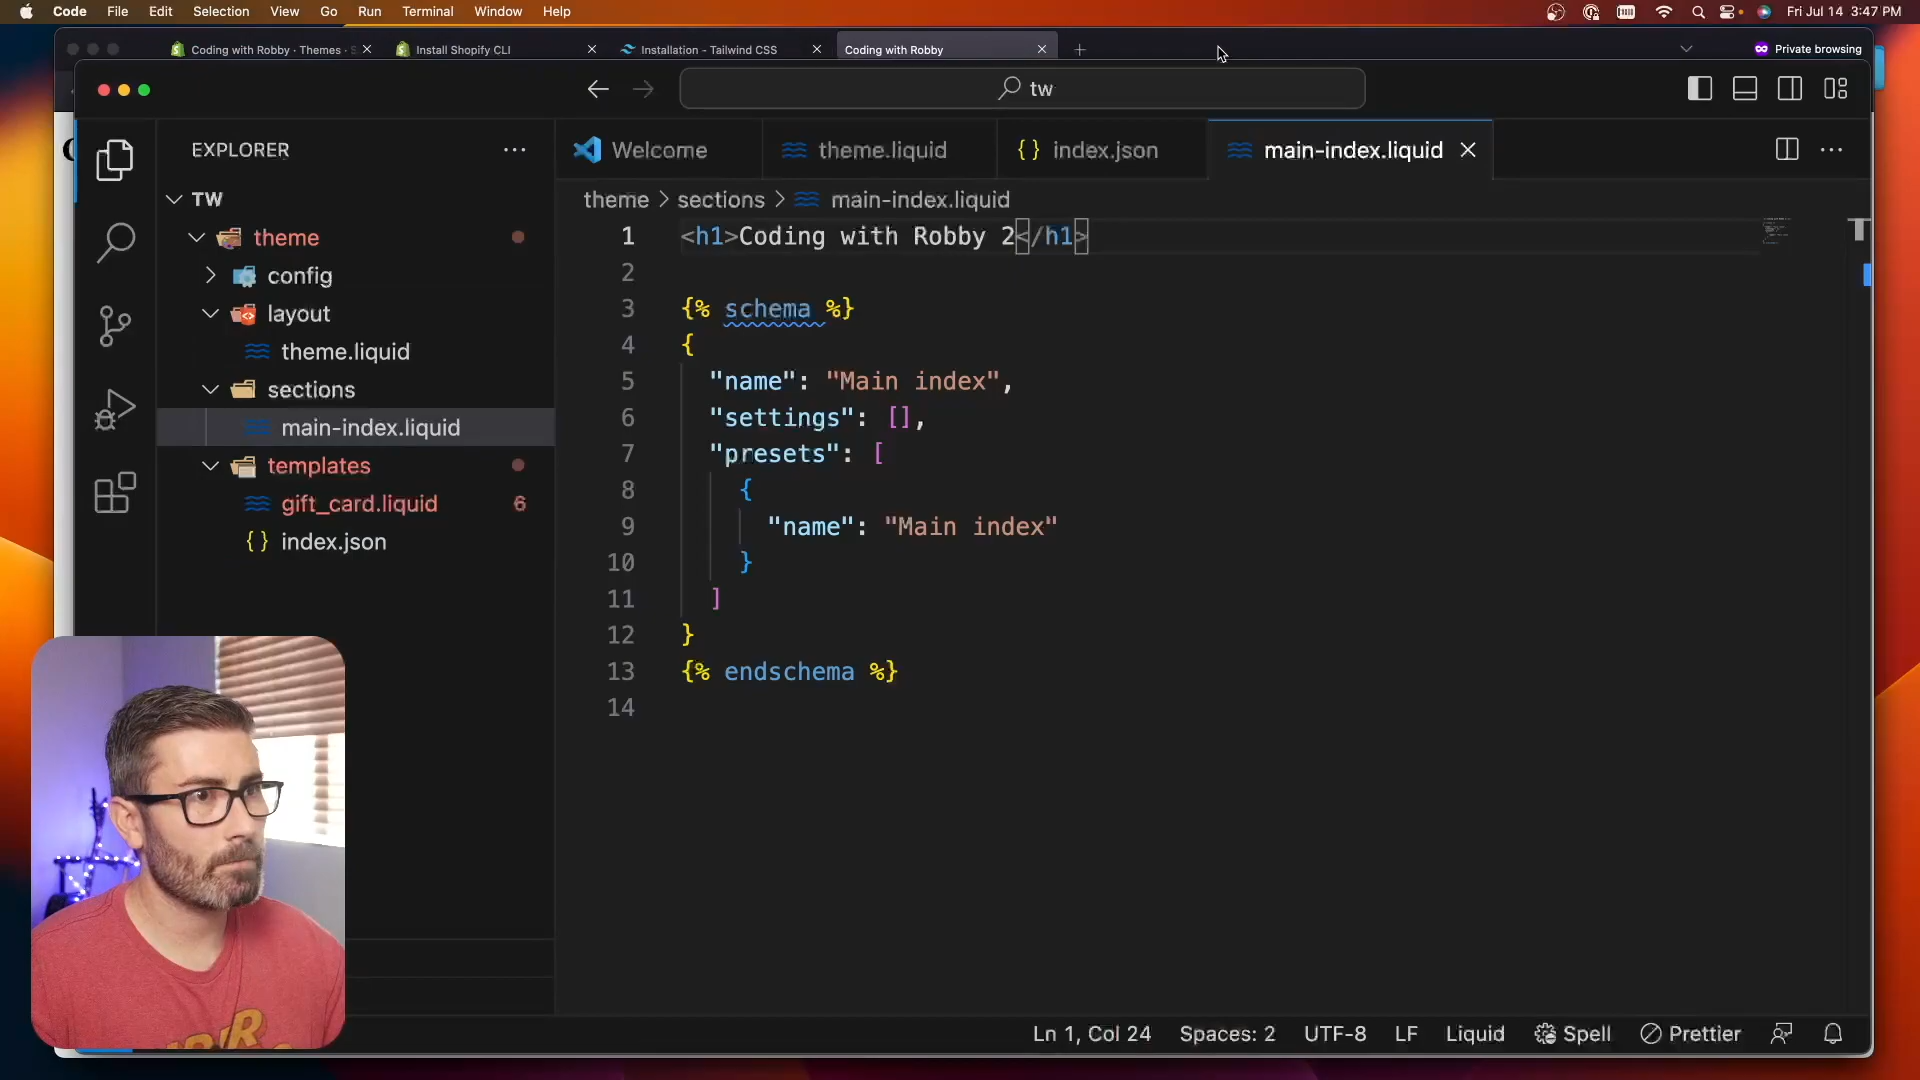 Code File Edit Selection View Go Run Terminal Window Help Fri Jul 14 3:47 PM
Coding with Robby · Themes · S Install Shopify CLI Installation - Tailwind CSS Coding with Robby Private browsing
tw
EXPLORER
TW
theme
config
layout
theme.liquid
sections
main-index.liquid
templates
gift_card.liquid 6
index.json
Welcome theme.liquid index.json main-index.liquid
theme > sections > main-index.liquid
1 <h1>Coding with Robby 2</h1>
2
3 {% schema %}
4 {
5 "name": "Main index",
6 "settings": [],
7 "presets": [
8 {
9 "name": "Main index"
10 }
11 ]
12 }
13 {% endschema %}
14
Ln 1, Col 24 Spaces: 2 UTF-8 LF Liquid Spell Prettier